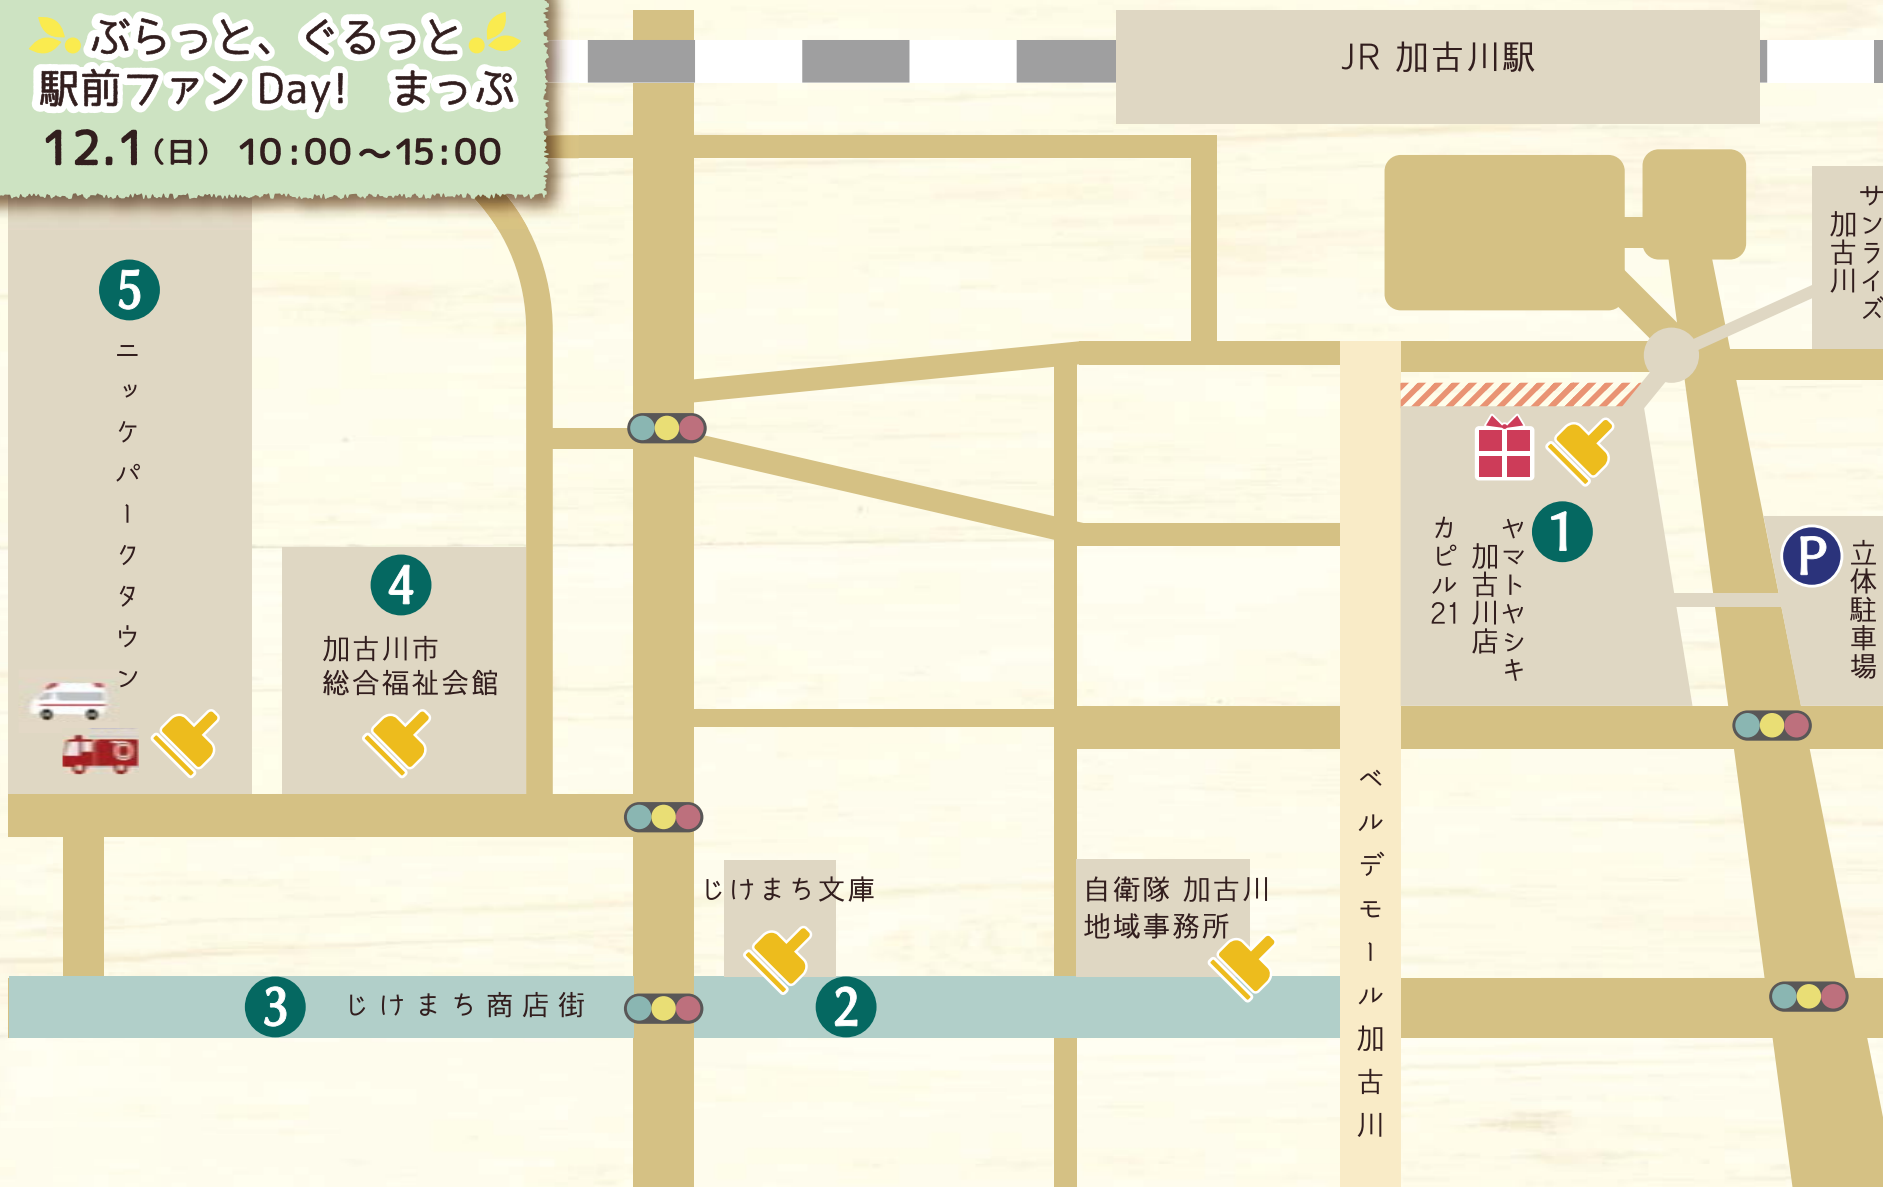 ぶらっと、ぐるっと
駅前ファンDay!　まっぷ
12.1（日） 10:00～15:00
JR 加古川駅
サンライズ
加古川
5
ニッケパークタウン
4
加古川市
総合福祉会館
1
ヤマトヤシキ
加古川店
カピル21
P
立体駐車場
じけまち文庫
自衛隊 加古川
地域事務所
ベルデモール加古川
3
じけまち商店街
2